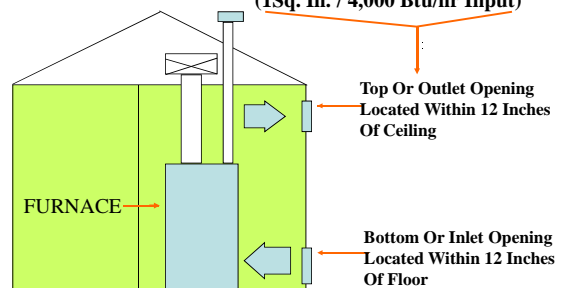 (1Sq. In. / 4,000 Btu/hr Input)
:
Top Or Outlet Opening
Located Within 12 Inches
Of Ceiling
FURNACE
Bottom Or Inlet Opening
Located Within 12 Inches
Of Floor